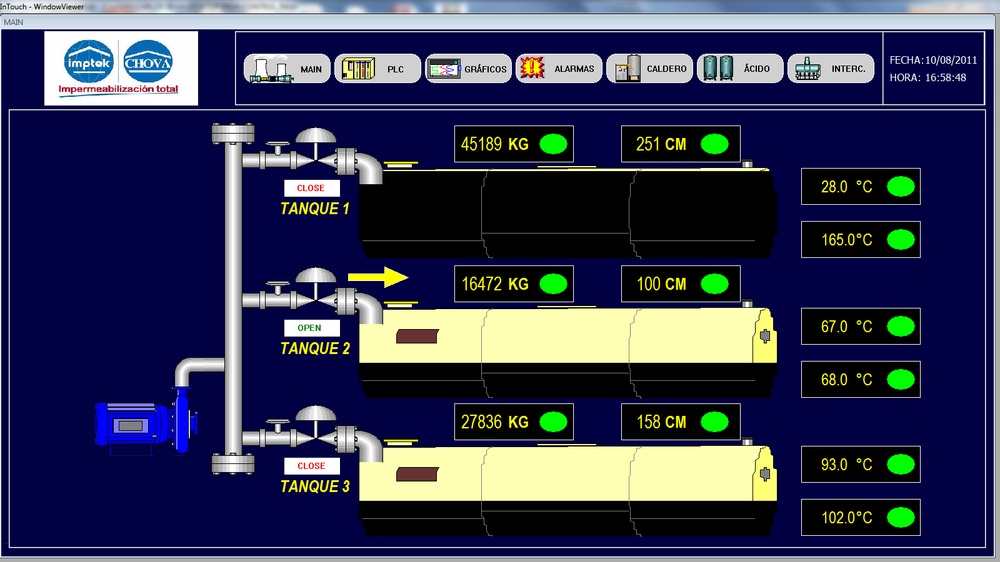 InTouch - WindowViewer
MAIN
imptek
CHOVA
Impermeabilización total
MAIN
PLC
GRÁFICOS
ALARMAS
CALDERO
ÁCIDO
INTERC.
FECHA:10/08/2011
HORA: 16:58:48
45189 KG
251 CM
CLOSE
TANQUE 1
28.0 °C
165.0°C
16472 KG
100 CM
OPEN
TANQUE 2
67.0 °C
68.0 °C
27836 KG
158 CM
CLOSE
TANQUE 3
93.0 °C
102.0°C